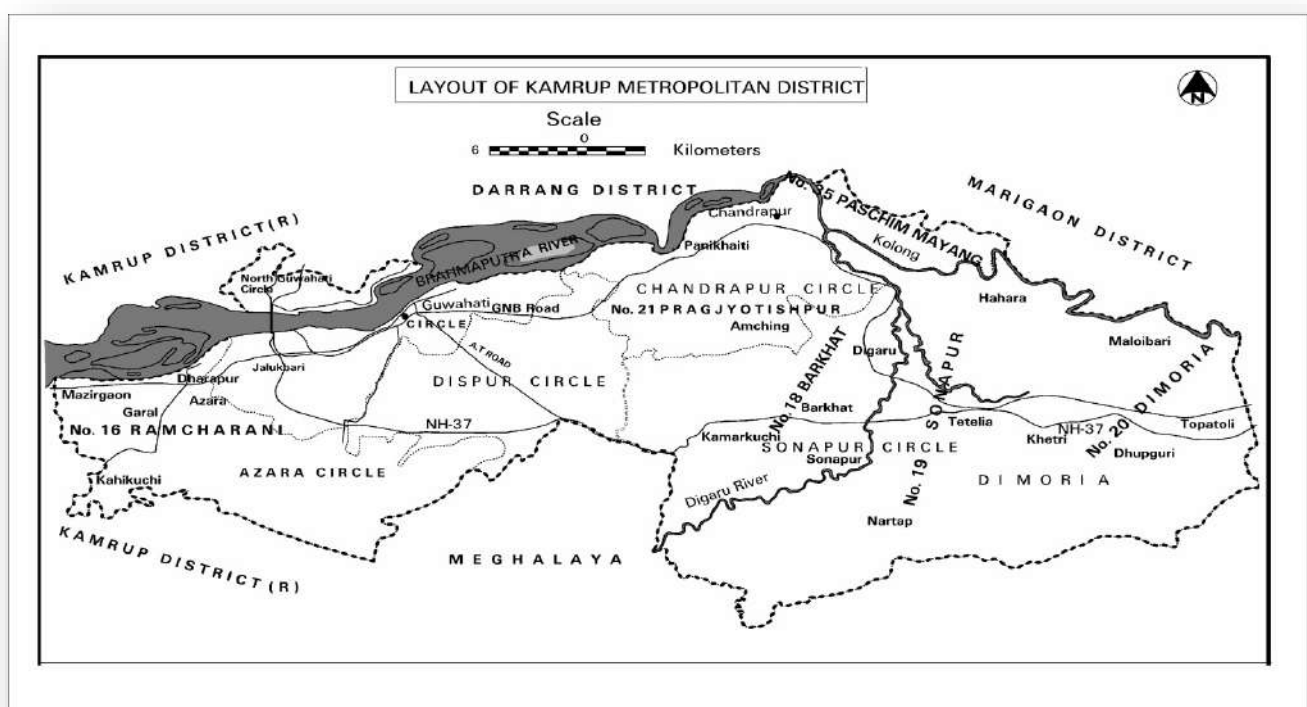 LAYOUT OF KAMRUP METROPOLITAN DISTRICT
N
Scale
0
6
Kilometers
DARRANG DISTRICT
MARIGAON DISTRICT
KAMRUP DISTRICT(R)
No. 35 PASCHIM MAYANG
Chandrapur
Kolong
BRAHMAPUTRA RIVER
Panikhaiti
North Guwahati
Circle
CHANDRAPUR CIRCLE
Hahara
Guwahati
GNB Road
No. 21 PRAGJYOTISHPUR
CIRCLE
Amching
Maloibari
A.T ROAD
Digaru
Jalukbari
Dharapur
DISPUR CIRCLE
Mazirgaon
Azara
No. 18 BARKHAT
No. 19 SONAPUR
No. 20 DIMORIA
Garal
Barkhat
No. 16 RAMCHARANI
NH-37
Tetelia
Topatoli
Kamarkuchi
Khetri
NH-37
SONAPUR CIRCLE
Dhupguri
Sonapur
AZARA CIRCLE
Kahikuchi
DIMORIA
Digaru River
Nartap
KAMRUP DISTRICT (R)
MEGHALAYA